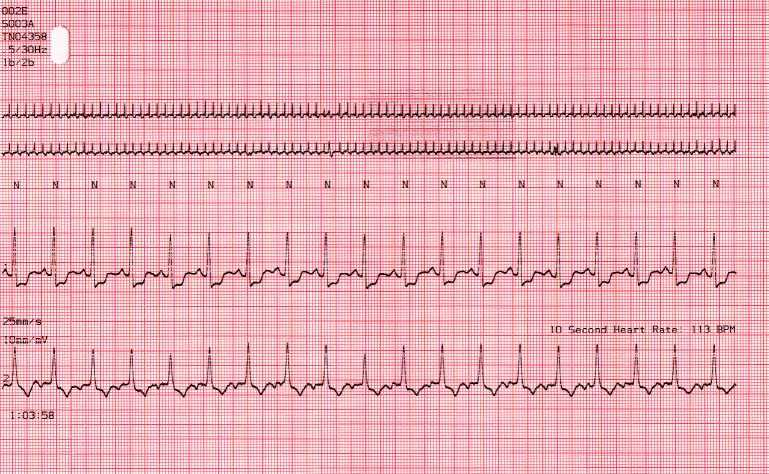 002E
5003A
TN04358
.5/30Hz
1b/2b
N N N N N N N N N N N N N N N N N N N
1
25mm/s
10 Second Heart Rate: 113 BPM
10mm/mV
2
1:03:58